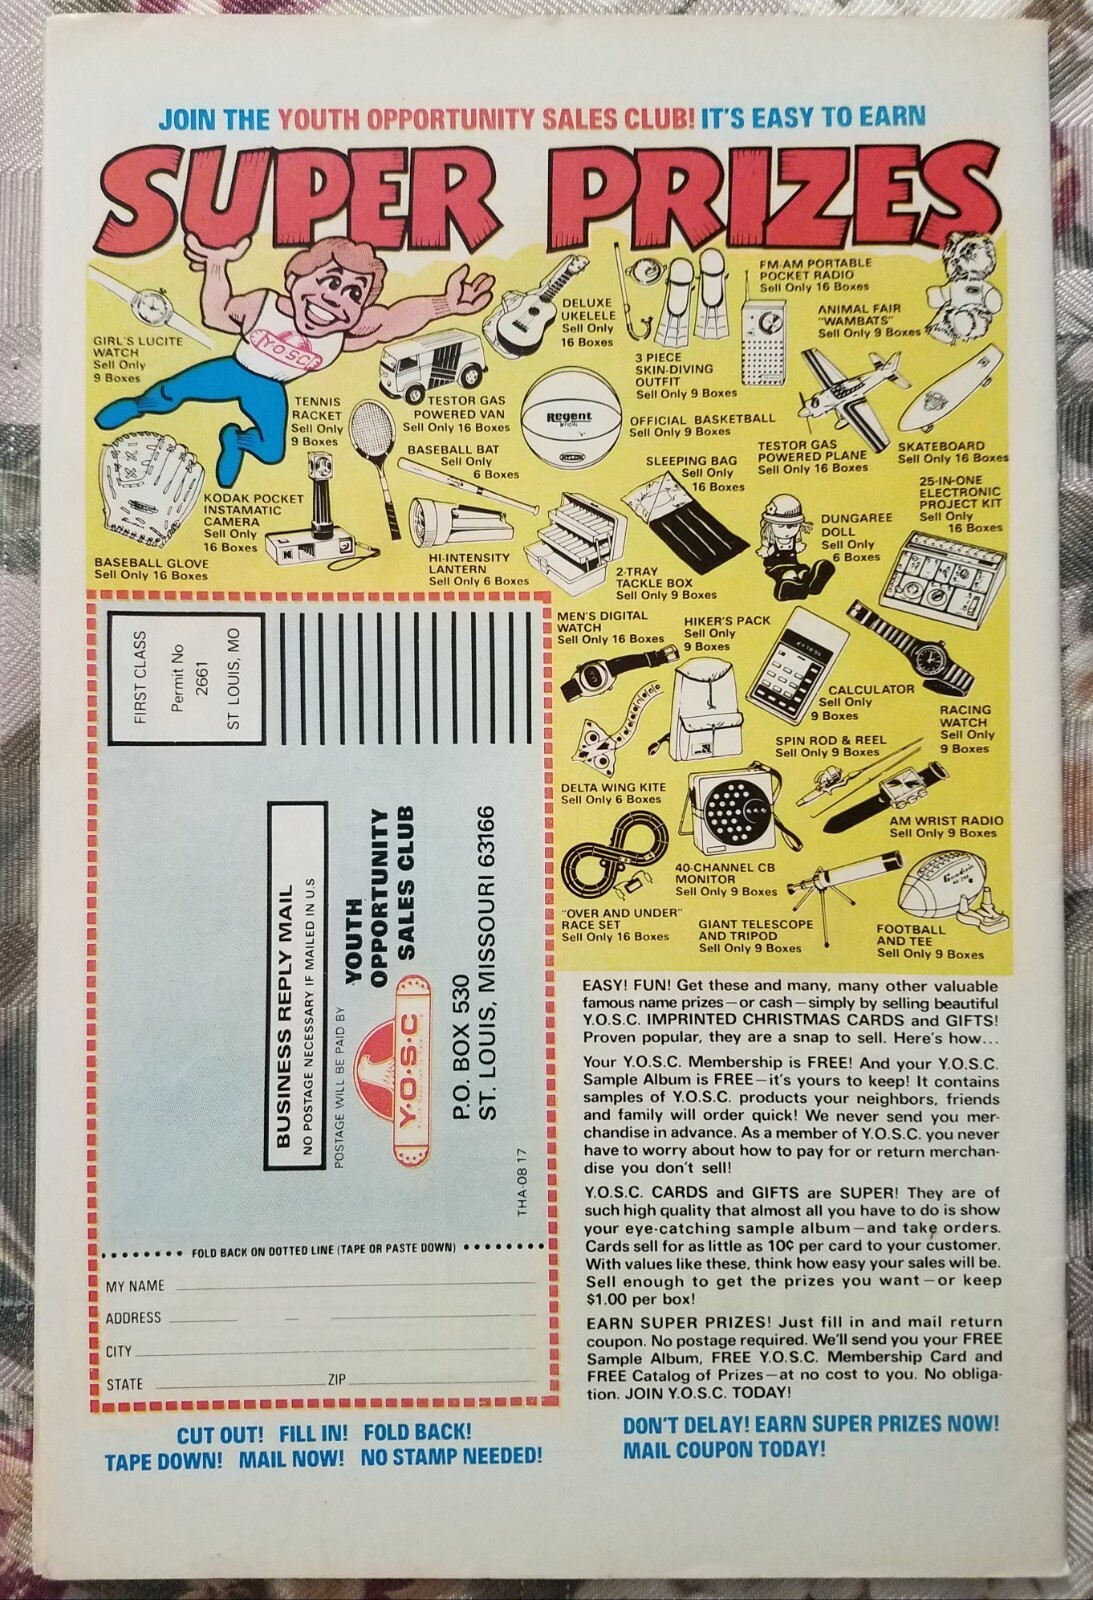 JOIN THE YOUTH OPPORTUNITY SALES CLUB! IT'S EASY TO EARN
SUPER PRIZES
Y.O.S.C.
GIRL'S LUCITE
WATCH
Sell Only
9 Boxes
DELUXE
UKELELE
Sell Only
16 Boxes
3 PIECE
SKIN-DIVING
OUTFIT
Sell Only 9 Boxes
FM-AM PORTABLE
POCKET RADIO
Sell Only 16 Boxes
ANIMAL FAIR
"WAMBATS"
Sell Only 9 Boxes
TENNIS
RACKET
Sell Only
9 Boxes
TESTOR GAS
POWERED VAN
Sell Only 16 Boxes
Regent
OFFICIAL
OFFICIAL BASKETBALL
Sell Only 9 Boxes
TESTOR GAS
POWERED PLANE
Sell Only 16 Boxes
SKATEBOARD
Sell Only 16 Boxes
BASEBALL BAT
Sell Only
6 Boxes
SLEEPING BAG
Sell Only
16 Boxes
25-IN-ONE
ELECTRONIC
PROJECT KIT
Sell Only
16 Boxes
KODAK POCKET
INSTAMATIC
CAMERA
Sell Only
16 Boxes
DUNGAREE
DOLL
Sell Only
6 Boxes
BASEBALL GLOVE
Sell Only 16 Boxes
HI-INTENSITY
LANTERN
Sell Only 6 Boxes
2-TRAY
TACKLE BOX
Sell Only 9 Boxes
MEN'S DIGITAL
WATCH
Sell Only 16 Boxes
HIKER'S PACK
Sell Only
9 Boxes
CALCULATOR
Sell Only
9 Boxes
RACING
WATCH
Sell Only
9 Boxes
SPIN ROD & REEL
Sell Only 9 Boxes
DELTA WING KITE
Sell Only 6 Boxes
AM WRIST RADIO
Sell Only 9 Boxes
40-CHANNEL CB
MONITOR
Sell Only 9 Boxes
"OVER AND UNDER"
RACE SET
Sell Only 16 Boxes
GIANT TELESCOPE
AND TRIPOD
Sell Only 9 Boxes
FOOTBALL
AND TEE
Sell Only 9 Boxes
FIRST CLASS
Permit No
2661
ST LOUIS, MO
BUSINESS REPLY MAIL
NO POSTAGE NECESSARY IF MAILED IN U.S
POSTAGE WILL BE PAID BY
YOUTH
OPPORTUNITY
SALES CLUB
Y·O·S·C
P.O. BOX 530
ST. LOUIS, MISSOURI 63166
THA-08 17
FOLD BACK ON DOTTED LINE (TAPE OR PASTE DOWN)
MY NAME
ADDRESS
CITY
STATE ZIP
CUT OUT! FILL IN! FOLD BACK!
TAPE DOWN! MAIL NOW! NO STAMP NEEDED!
EASY! FUN! Get these and many, many other valuable
famous name prizes—or cash—simply by selling beautiful
Y.O.S.C. IMPRINTED CHRISTMAS CARDS and GIFTS!
Proven popular, they are a snap to sell. Here's how...
Your Y.O.S.C. Membership is FREE! And your Y.O.S.C.
Sample Album is FREE—it's yours to keep! It contains
samples of Y.O.S.C. products your neighbors, friends
and family will order quick! We never send you mer-
chandise in advance. As a member of Y.O.S.C. you never
have to worry about how to pay for or return merchan-
dise you don't sell!
Y.O.S.C. CARDS and GIFTS are SUPER! They are of
such high quality that almost all you have to do is show
your eye-catching sample album—and take orders.
Cards sell for as little as 10¢ per card to your customer.
With values like these, think how easy your sales will be.
Sell enough to get the prizes you want—or keep
$1.00 per box!
EARN SUPER PRIZES! Just fill in and mail return
coupon. No postage required. We'll send you your FREE
Sample Album, FREE Y.O.S.C. Membership Card and
FREE Catalog of Prizes—at no cost to you. No obliga-
tion. JOIN Y.O.S.C. TODAY!
DON'T DELAY! EARN SUPER PRIZES NOW!
MAIL COUPON TODAY!